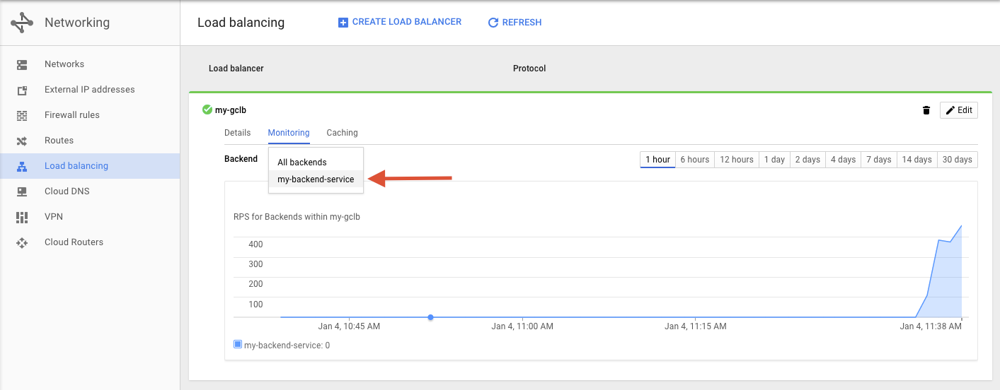 Networking
Load balancing
CREATE LOAD BALANCER
REFRESH
Networks
External IP addresses
Firewall rules
Routes
Load balancing
Cloud DNS
VPN
Cloud Routers
Load balancer
Protocol
my-gclb
Edit
Details
Monitoring
Caching
Backend
All backends
my-backend-service
1 hour
6 hours
12 hours
1 day
2 days
4 days
7 days
14 days
30 days
RPS for Backends within my-gclb
400
300
200
100
Jan 4, 10:45 AM
Jan 4, 11:00 AM
Jan 4, 11:15 AM
Jan 4, 11:38 AM
my-backend-service: 0